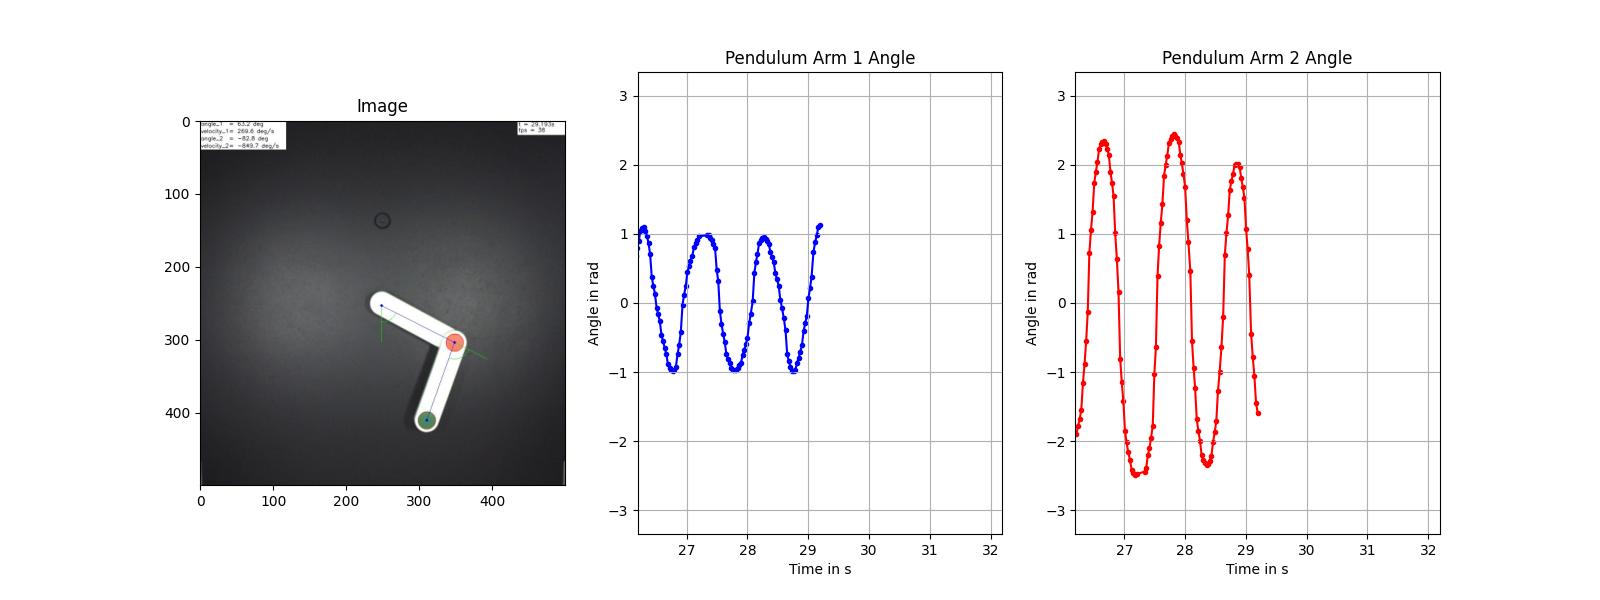 Image
angle_1 = 63.2 deg
velocity_1= 269.6 deg/s
angle_2 = -82.8 deg
velocity_2= -849.7 deg/s
t = 29.193s
fps = 38
0
100
200
300
400
0 100 200 300 400
Pendulum Arm 1 Angle
Angle in rad
3
2
1
0
−1
−2
−3
27 28 29 30 31 32
Time in s
Pendulum Arm 2 Angle
Angle in rad
3
2
1
0
−1
−2
−3
27 28 29 30 31 32
Time in s